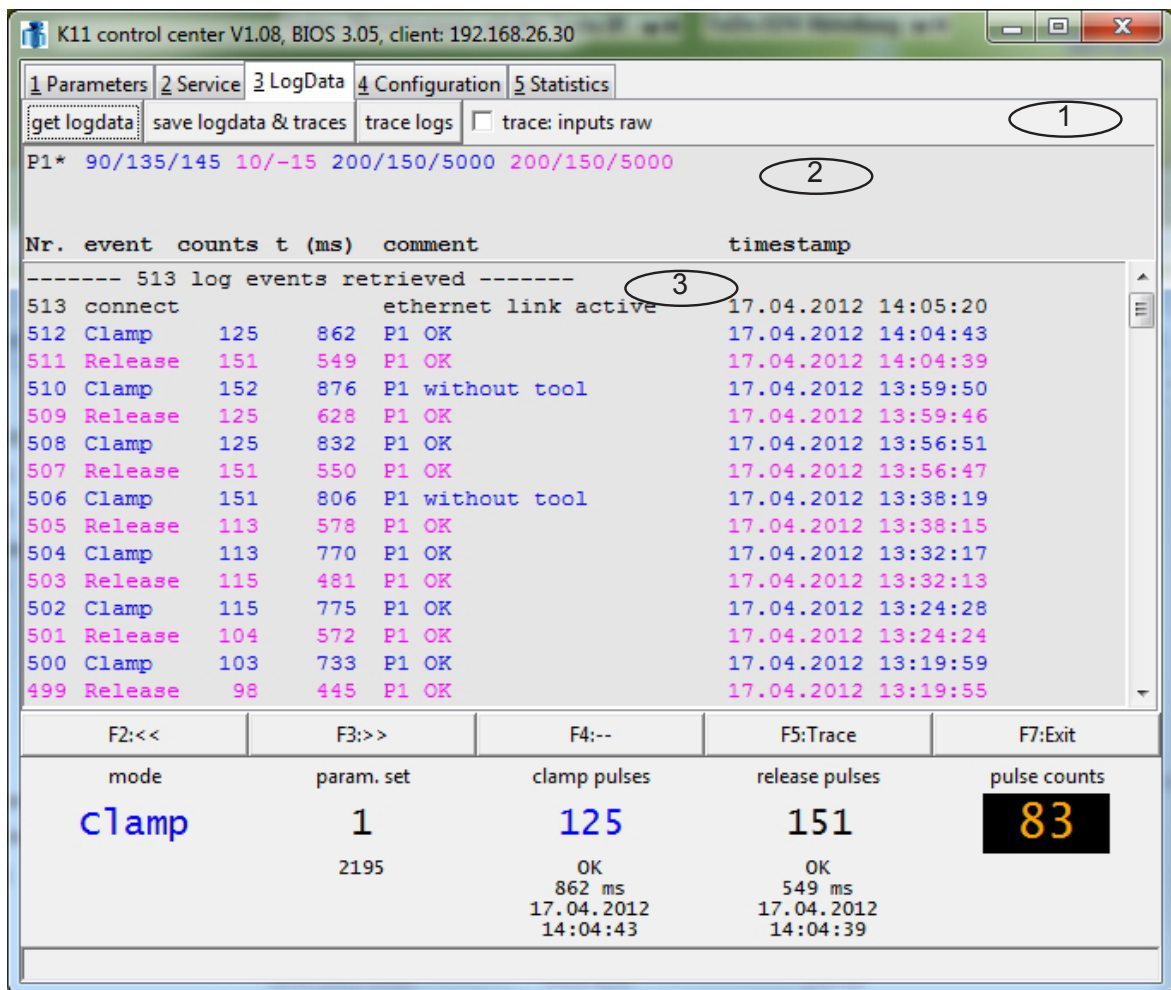 K11 control center V1.08, BIOS 3.05, client: 192.168.26.30
1 Parameters 2 Service 3 LogData 4 Configuration 5 Statistics
get logdata save logdata & traces trace logs trace: inputs raw 1
P1* 90/135/145 10/-15 200/150/5000 200/150/5000 2
Nr. event counts t (ms) comment timestamp
------- 513 log events retrieved ------- 3
513 connect ethernet link active 17.04.2012 14:05:20
512 Clamp 125 862 P1 OK 17.04.2012 14:04:43
511 Release 151 549 P1 OK 17.04.2012 14:04:39
510 Clamp 152 876 P1 without tool 17.04.2012 13:59:50
509 Release 125 628 P1 OK 17.04.2012 13:59:46
508 Clamp 125 832 P1 OK 17.04.2012 13:56:51
507 Release 151 550 P1 OK 17.04.2012 13:56:47
506 Clamp 151 806 P1 without tool 17.04.2012 13:38:19
505 Release 113 578 P1 OK 17.04.2012 13:38:15
504 Clamp 113 770 P1 OK 17.04.2012 13:32:17
503 Release 115 481 P1 OK 17.04.2012 13:32:13
502 Clamp 115 775 P1 OK 17.04.2012 13:24:28
501 Release 104 572 P1 OK 17.04.2012 13:24:24
500 Clamp 103 733 P1 OK 17.04.2012 13:19:59
499 Release 98 445 P1 OK 17.04.2012 13:19:55
F2:<< F3:>> F4:-- F5:Trace F7:Exit
mode param. set clamp pulses release pulses pulse counts
Clamp 1 125 151 83
2195 OK OK
862 ms 549 ms
17.04.2012 17.04.2012
14:04:43 14:04:39